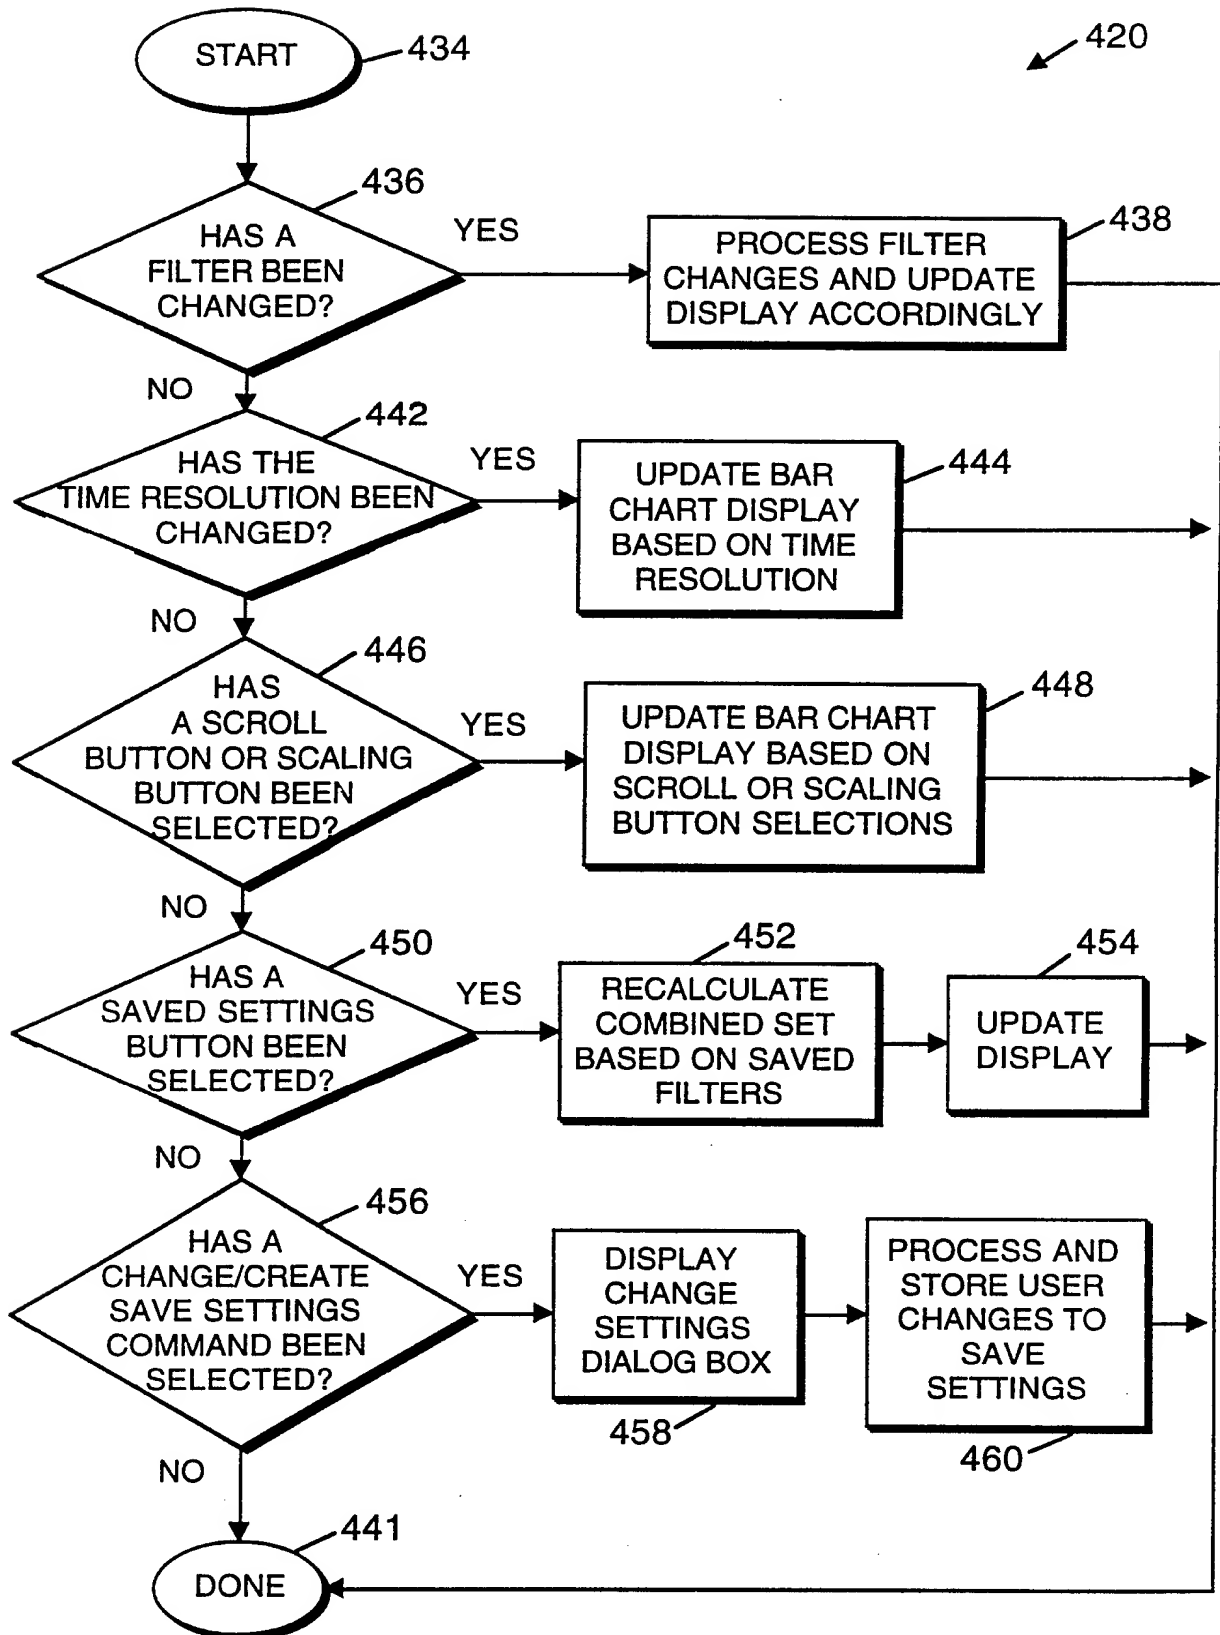 START
434
420
436
HAS A
FILTER BEEN
CHANGED?
YES
PROCESS FILTER
CHANGES AND UPDATE
DISPLAY ACCORDINGLY
438
NO
442
HAS THE
TIME RESOLUTION BEEN
CHANGED?
YES
UPDATE BAR
CHART DISPLAY
BASED ON TIME
RESOLUTION
444
NO
446
HAS
A SCROLL
BUTTON OR SCALING
BUTTON BEEN
SELECTED?
YES
UPDATE BAR CHART
DISPLAY BASED ON
SCROLL OR SCALING
BUTTON SELECTIONS
448
NO
450
HAS A
SAVED SETTINGS
BUTTON BEEN
SELECTED?
YES
452
RECALCULATE
COMBINED SET
BASED ON SAVED
FILTERS
454
UPDATE
DISPLAY
NO
456
HAS A
CHANGE/CREATE
SAVE SETTINGS
COMMAND BEEN
SELECTED?
YES
DISPLAY
CHANGE
SETTINGS
DIALOG BOX
458
PROCESS AND
STORE USER
CHANGES TO
SAVE
SETTINGS
460
NO
441
DONE